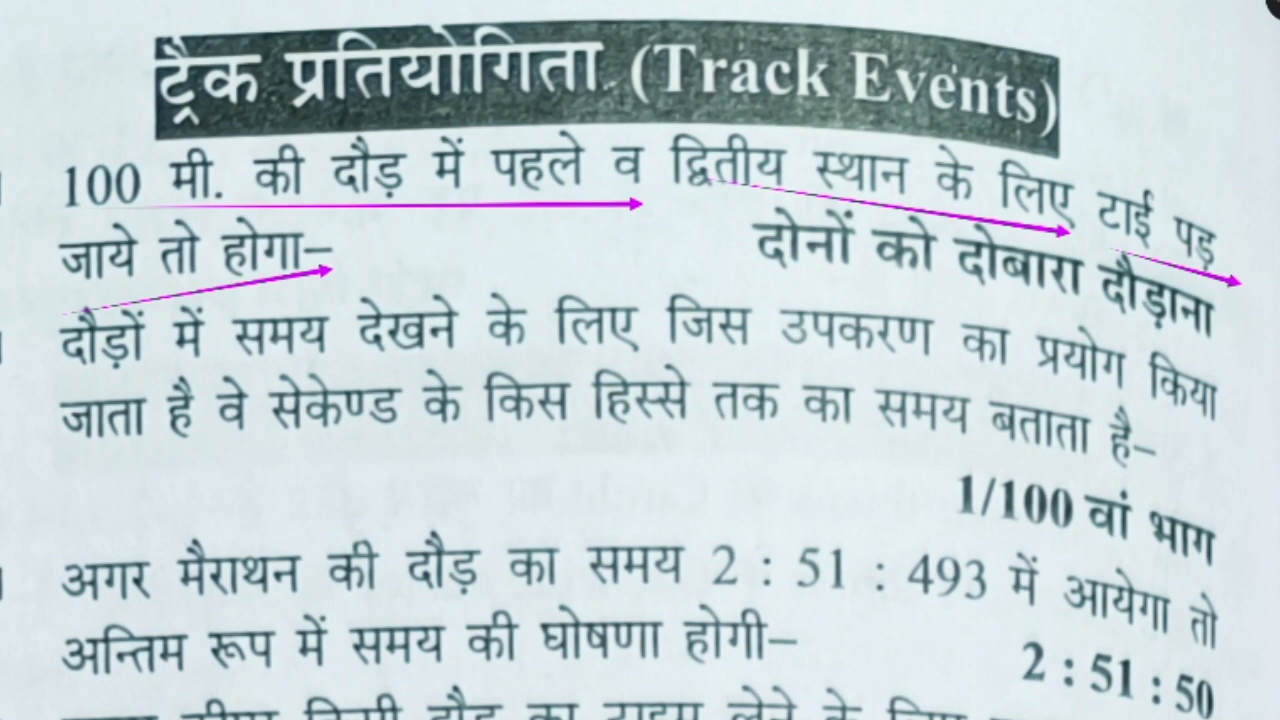 ट्रैक प्रतियोगिता (Track Events)
100 मी. की दौड़ में पहले व द्वितीय स्थान के लिए टाई पड़
जाये तो होगा– दोनों को दोबारा दौड़ाना
दौड़ों में समय देखने के लिए जिस उपकरण का प्रयोग किया
जाता है वे सेकेण्ड के किस हिस्से तक का समय बताता है–
1/100 वां भाग
अगर मैराथन की दौड़ का समय 2 : 51 : 493 में आयेगा तो
अन्तिम रूप में समय की घोषणा होगी– 2 : 51 : 50